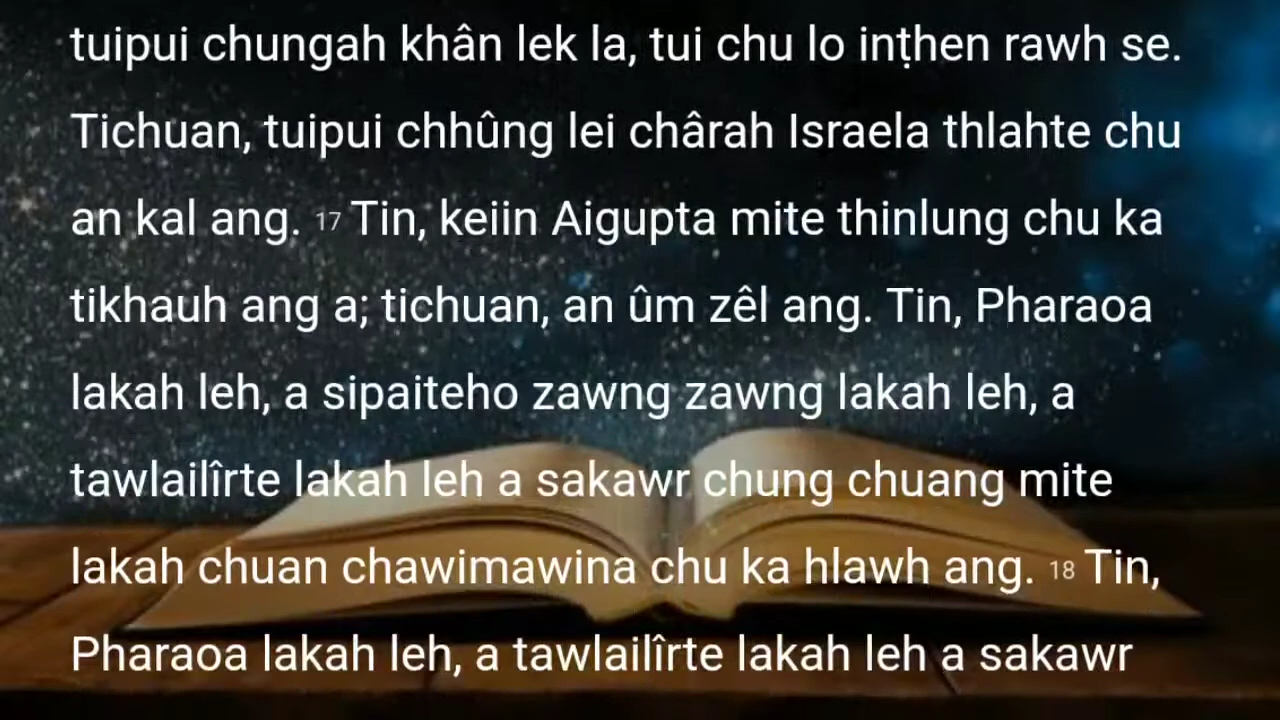 tuipui chungah khân lek la, tui chu lo inṭhen rawh se.
Tichuan, tuipui chhûng lei chârah Israela thlahte chu
an kal ang. 17 Tin, keiin Aigupta mite thinlung chu ka
tikhauh ang a; tichuan, an ûm zêl ang. Tin, Pharaoa
lakah leh, a sipaiteho zawng zawng lakah leh, a
tawlailîrte lakah leh a sakawr chung chuang mite
lakah chuan chawimawina chu ka hlawh ang. 18 Tin,
Pharaoa lakah leh, a tawlailîrte lakah leh a sakawr